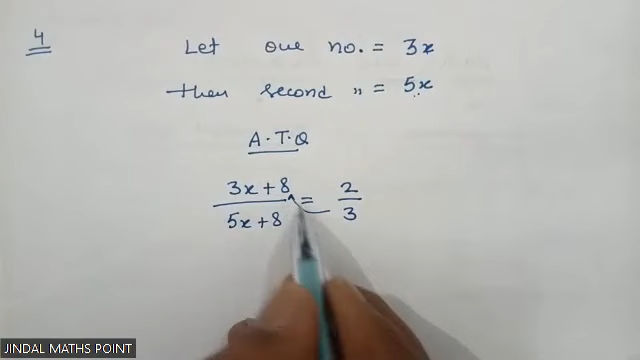 4
Let one no. = 3x
then second " = 5x
A.T.Q
3x+8 / 5x+8 = 2/3
JINDAL MATHS POINT